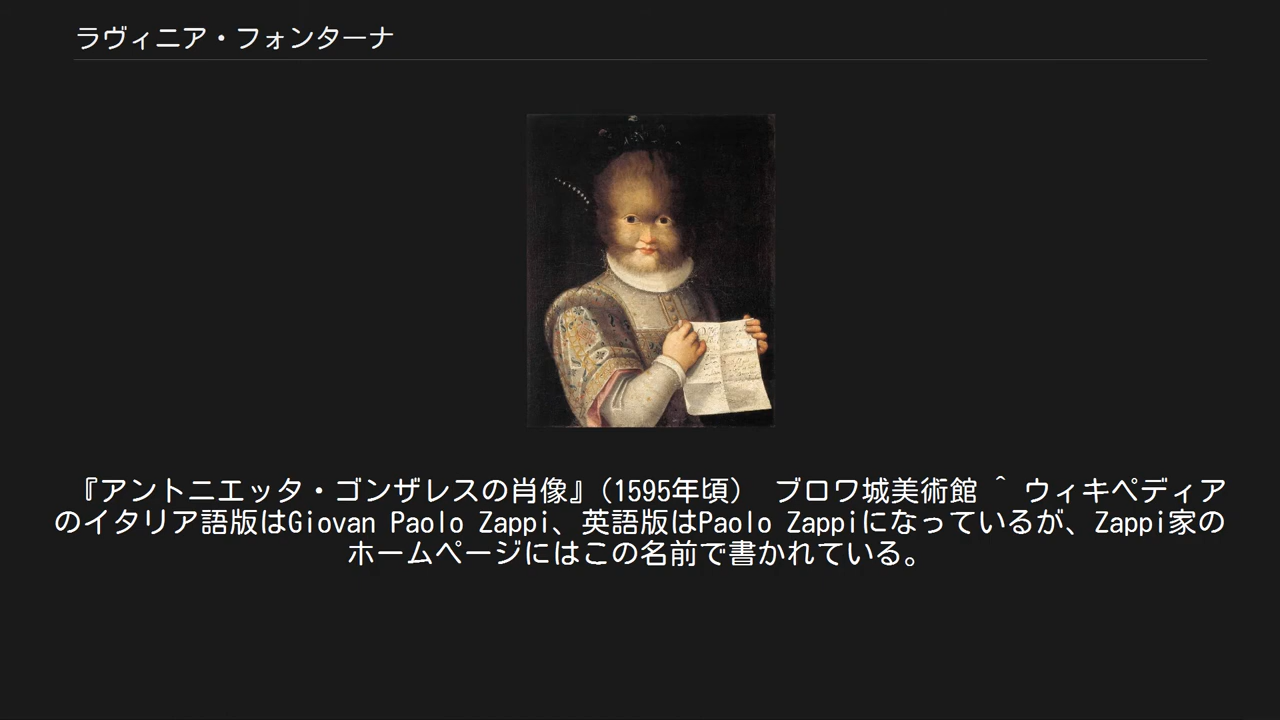 ラヴィニア・フォンターナ
『アントニエッタ・ゴンザレスの肖像』(1595年頃) ブロワ城美術館 ^ ウィキペディア
のイタリア語版はGiovan Paolo Zappi、英語版はPaolo Zappiになっているが、Zappi家の
ホームページにはこの名前で書かれている。